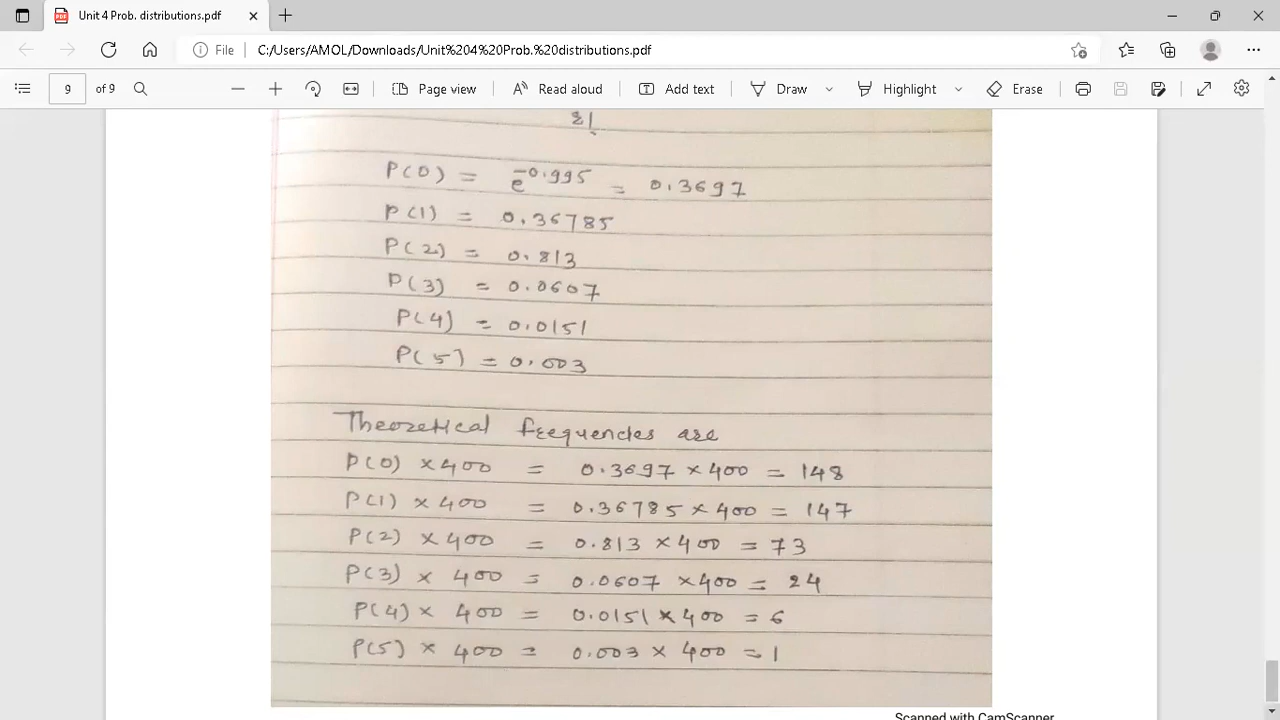 Unit 4 Prob. distributions.pdf
File C:/Users/AMOL/Downloads/Unit%204%20Prob.%20distributions.pdf
9 of 9 Page view Read aloud Add text Draw Highlight Erase
r!
P(0) = e^-0.995 = 0.3697
P(1) = 0.36785
P(2) = 0.813
P(3) = 0.0607
P(4) = 0.0151
P(5) = 0.003
Theoretical frequencies are
P(0) ×400 = 0.3697 ×400 = 148
P(1) × 400 = 0.36785 × 400 = 147
P(2) × 400 = 0.813 × 400 = 73
P(3) × 400 = 0.0607 ×400 = 24
P(4) × 400 = 0.0151 × 400 = 6
P(5) × 400 = 0.003 × 400 = 1
Scanned with CamScanner